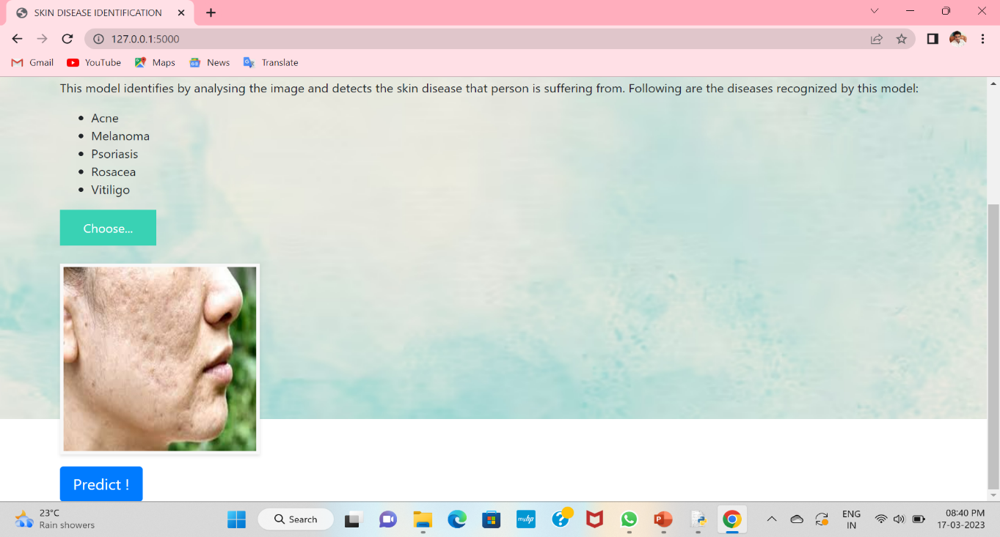 SKIN DISEASE IDENTIFICATION
127.0.0.1:5000
Gmail YouTube Maps News Translate
This model identifies by analysing the image and detects the skin disease that person is suffering from. Following are the diseases recognized by this model:
Acne
Melanoma
Psoriasis
Rosacea
Vitiligo
Choose...
Predict !
23°C
Rain showers
Search
myhp
P
ENG
IN
08:40 PM
17-03-2023